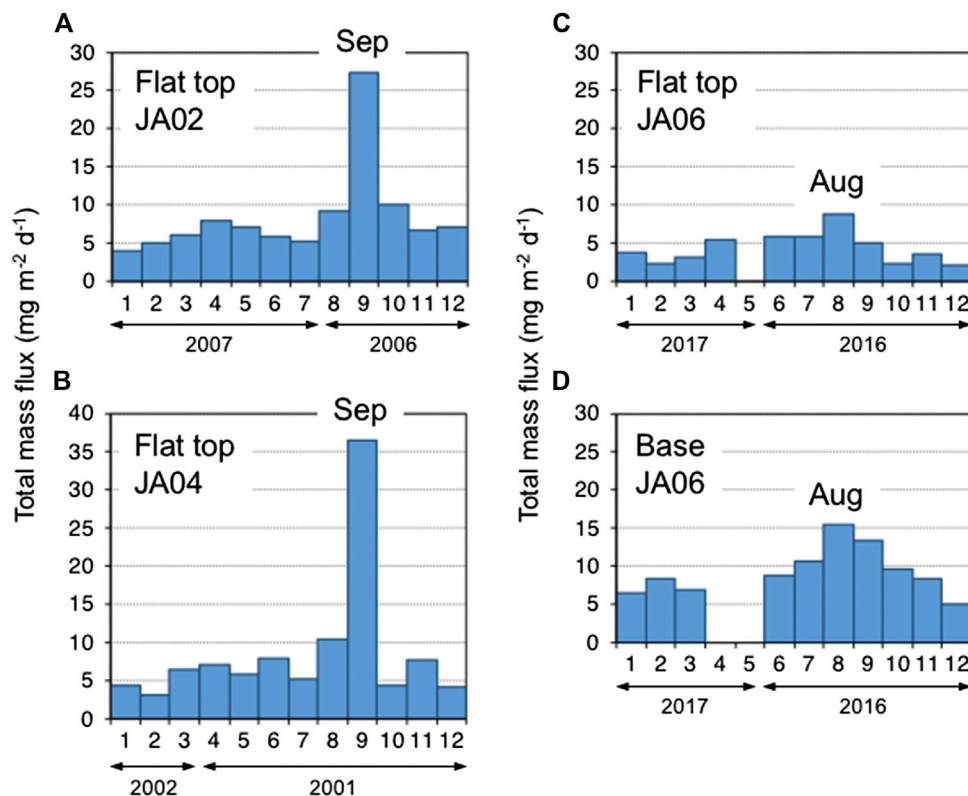 A
Sep
Flat top
JA02
30
25
20
15
10
5
0
1 2 3 4 5 6 7 8 9 10 11 12
2007 2006
B
Sep
Flat top
JA04
40
35
30
25
20
15
10
5
0
1 2 3 4 5 6 7 8 9 10 11 12
2002 2001
Total mass flux (mg m⁻² d⁻¹)
C
Flat top
JA06
Aug
30
25
20
15
10
5
0
1 2 3 4 5 6 7 8 9 10 11 12
2017 2016
D
Base
JA06
Aug
30
25
20
15
10
5
0
1 2 3 4 5 6 7 8 9 10 11 12
2017 2016
Total mass flux (mg m⁻² d⁻¹)